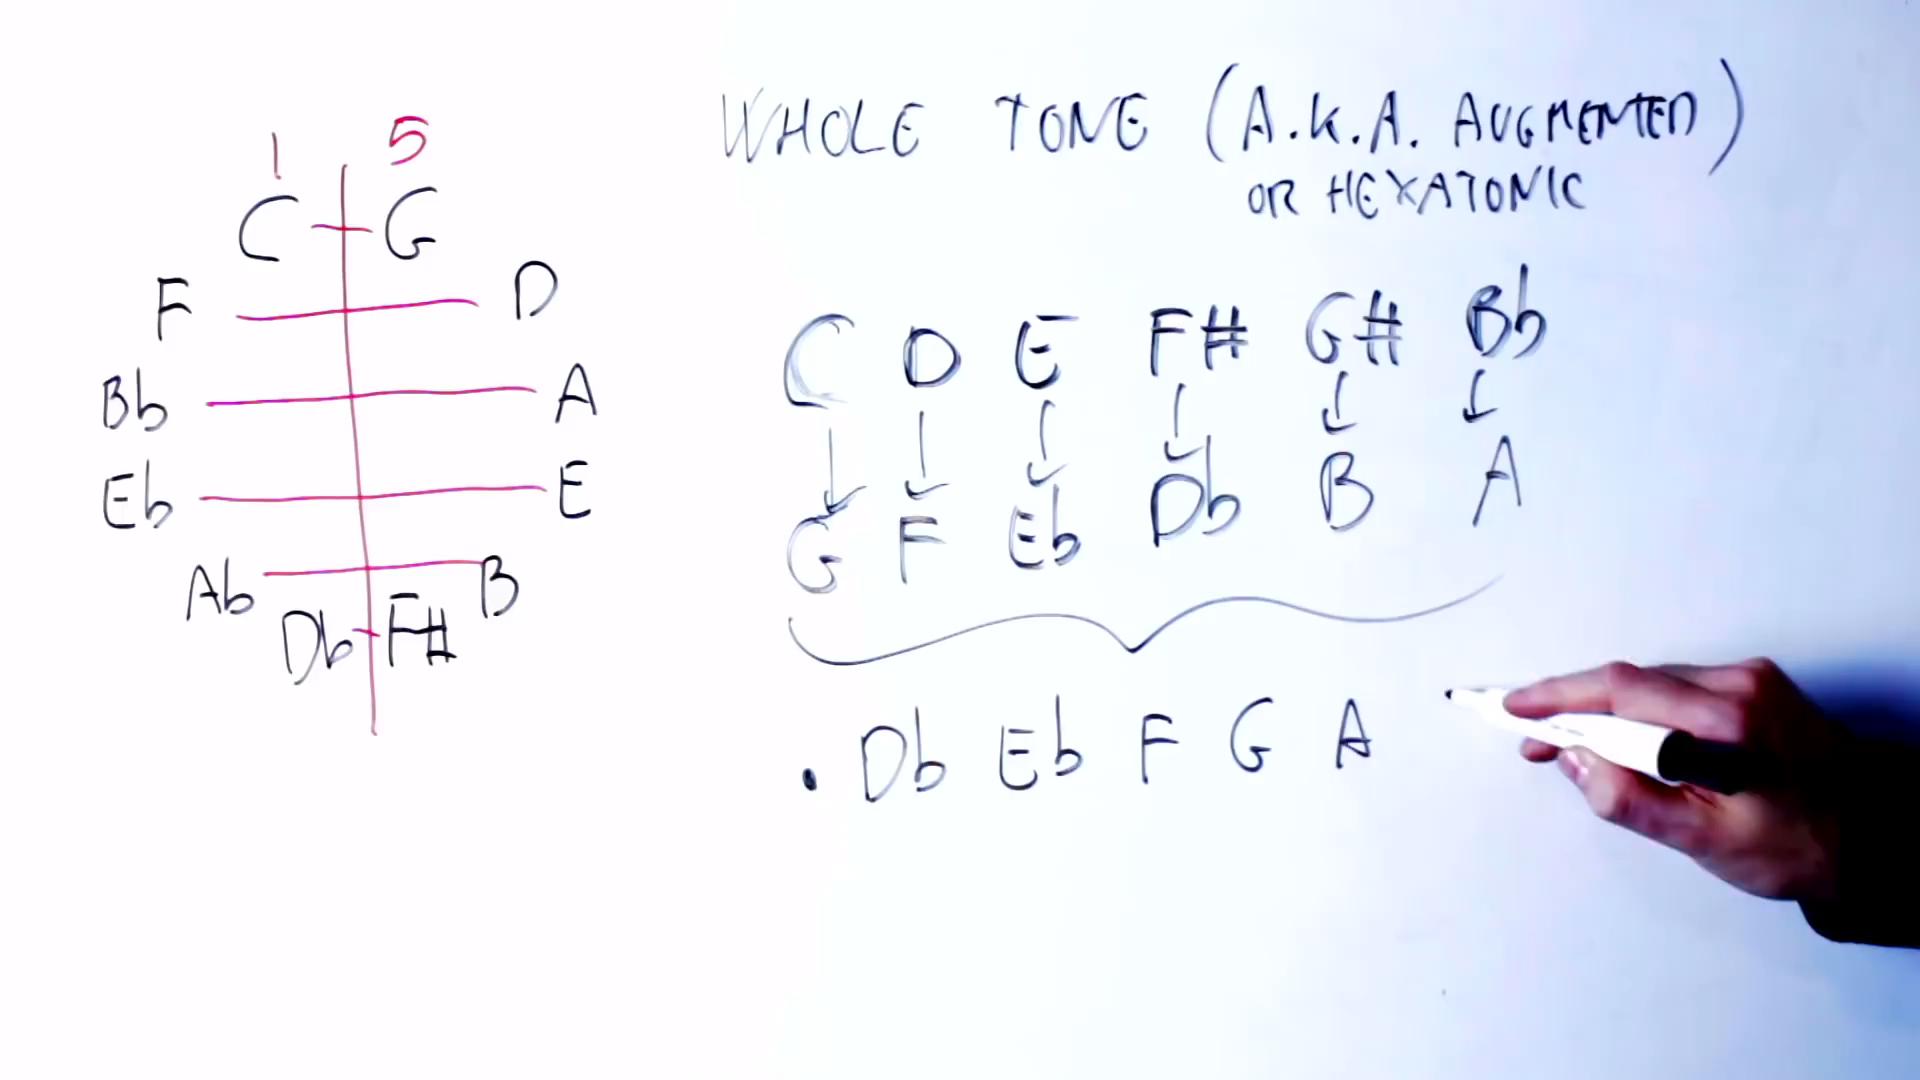 1 5
C G
F D
Bb A
Eb E
Ab B
Db F#
WHOLE TONE (A.K.A. AUGMENTED)
OR HEXATONIC
C D E F# G# Bb
G F Eb Db B A
. Db Eb F G A